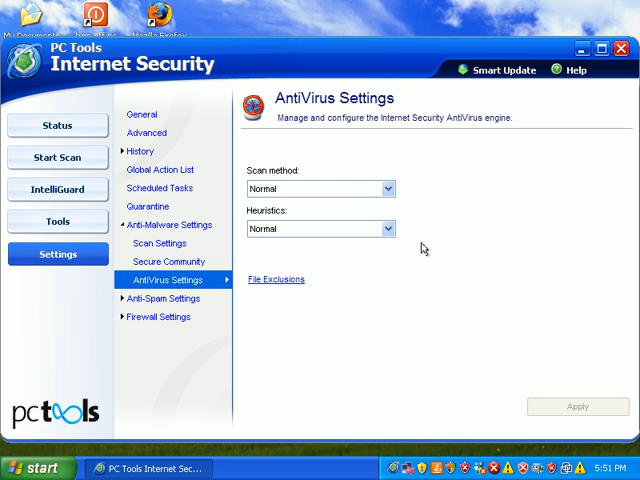 My Documents
Mozilla Firefox
PC Tools
Internet Security
Smart Update
Help
Status
Start Scan
IntelliGuard
Tools
Settings
General
Advanced
History
Global Action List
Scheduled Tasks
Quarantine
Anti-Malware Settings
Scan Settings
Secure Community
AntiVirus Settings
Anti-Spam Settings
Firewall Settings
AntiVirus Settings
Manage and configure the Internet Security AntiVirus engine.
Scan method:
Normal
Heuristics:
Normal
File Exclusions
Apply
pctools
start
PC Tools Internet Sec...
5:51 PM